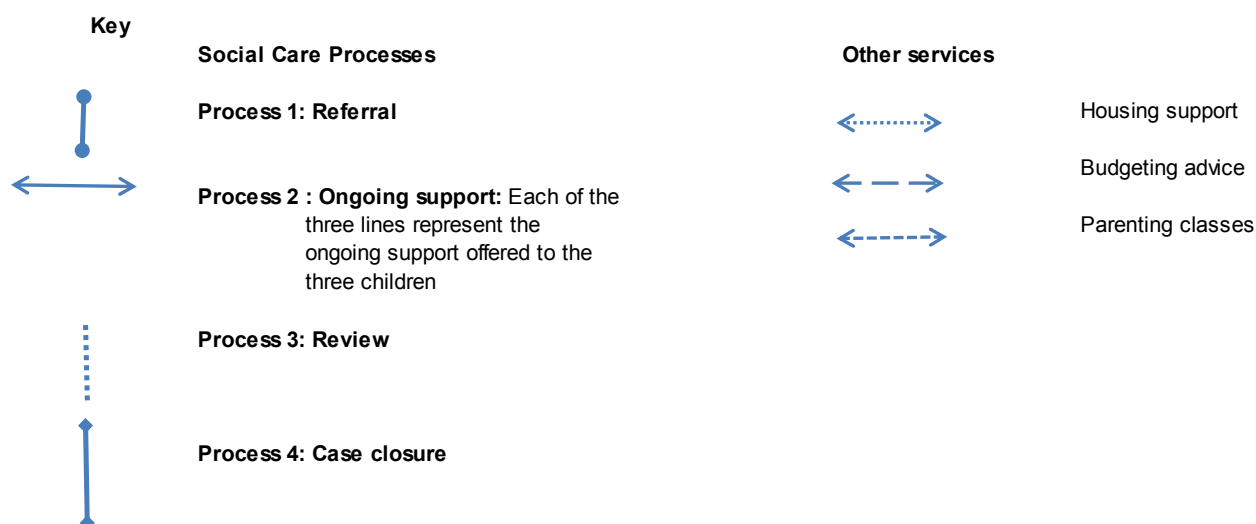 Key
Social Care Processes
Process 1: Referral
Process 2 : Ongoing support: Each of the
three lines represent the
ongoing support offered to the
three children
Process 3: Review
Process 4: Case closure
Other services
Housing support
Budgeting advice
Parenting classes